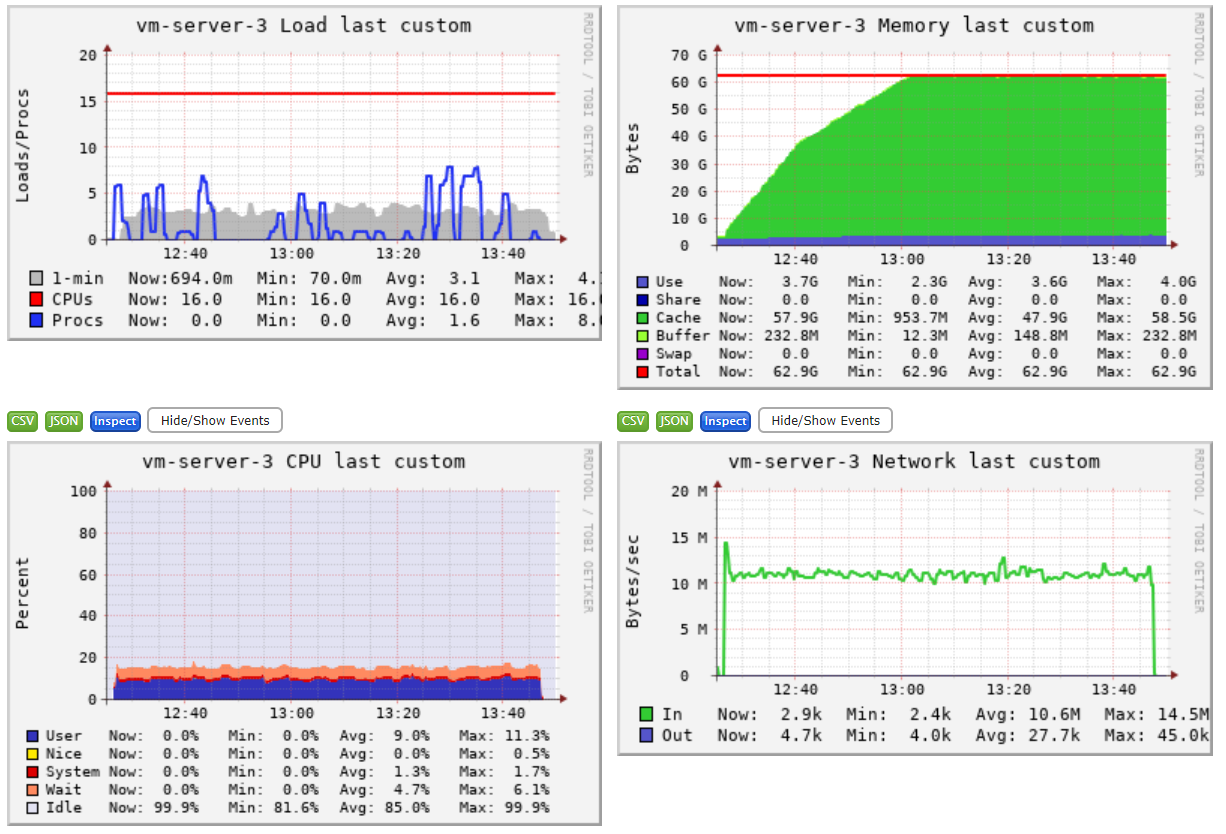 vm-server-3 Load last custom
RRDTOOL / TOBI OETIKER
Loads/Procs
20
15
10
5
0
12:40 13:00 13:20 13:40
1-min Now:694.0m Min: 70.0m Avg: 3.1 Max: 4.
CPUs Now: 16.0 Min: 16.0 Avg: 16.0 Max: 16.
Procs Now: 0.0 Min: 0.0 Avg: 1.6 Max: 8.
vm-server-3 Memory last custom
RRDTOOL / TOBI OETIKER
Bytes
70 G
60 G
50 G
40 G
30 G
20 G
10 G
0
12:40 13:00 13:20 13:40
Use Now: 3.7G Min: 2.3G Avg: 3.6G Max: 4.0G
Share Now: 0.0 Min: 0.0 Avg: 0.0 Max: 0.0
Cache Now: 57.9G Min: 953.7M Avg: 47.9G Max: 58.5G
Buffer Now: 232.8M Min: 12.3M Avg: 148.8M Max: 232.8M
Swap Now: 0.0 Min: 0.0 Avg: 0.0 Max: 0.0
Total Now: 62.9G Min: 62.9G Avg: 62.9G Max: 62.9G
CSV JSON Inspect Hide/Show Events
CSV JSON Inspect Hide/Show Events
vm-server-3 CPU last custom
RRDTOOL / TOBI OETIKER
Percent
100
80
60
40
20
0
12:40 13:00 13:20 13:40
User Now: 0.0% Min: 0.0% Avg: 9.0% Max: 11.3%
Nice Now: 0.0% Min: 0.0% Avg: 0.0% Max: 0.5%
System Now: 0.0% Min: 0.0% Avg: 1.3% Max: 1.7%
Wait Now: 0.0% Min: 0.0% Avg: 4.7% Max: 6.1%
Idle Now: 99.9% Min: 81.6% Avg: 85.0% Max: 99.9%
vm-server-3 Network last custom
RRDTOOL / TOBI OETIKER
Bytes/sec
20 M
15 M
10 M
5 M
0
12:40 13:00 13:20 13:40
In Now: 2.9k Min: 2.4k Avg: 10.6M Max: 14.5M
Out Now: 4.7k Min: 4.0k Avg: 27.7k Max: 45.0k